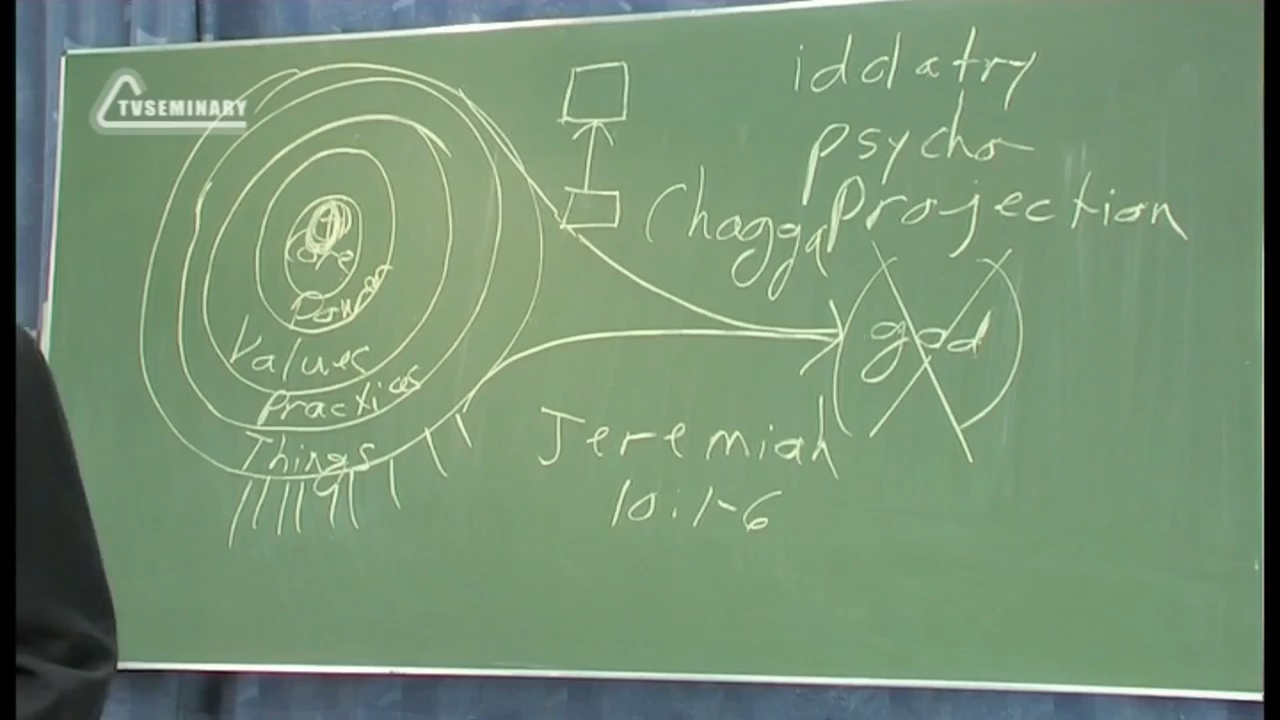 TVSEMINARY
idolatry
psycho
Projection
Chagga
god
Core
Power
Values
Practices
Things
Jeremiah
10:1-6